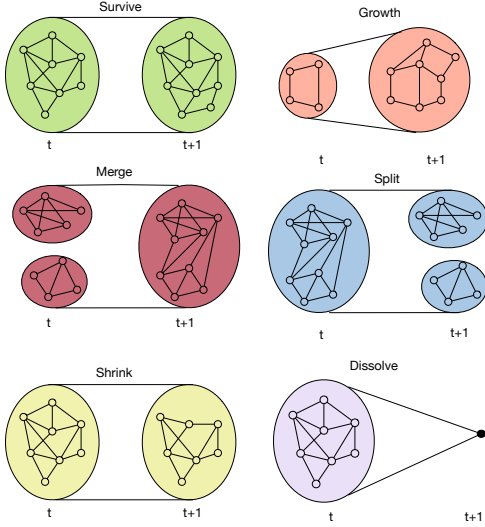 Survive
t
t+1
Growth
t
t+1
Merge
t
t+1
Split
t
t+1
Shrink
t
t+1
Dissolve
t
t+1